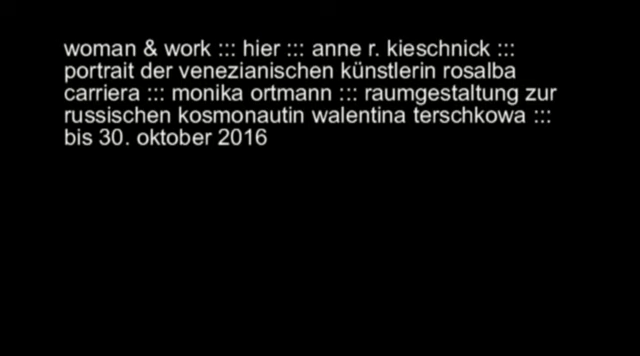 woman & work ::: hier ::: anne r. kieschnick :::
portrait der venezianischen künstlerin rosalba
carriera ::: monika ortmann ::: raumgestaltung zur
russischen kosmonautin walentina terschkowa :::
bis 30. oktober 2016